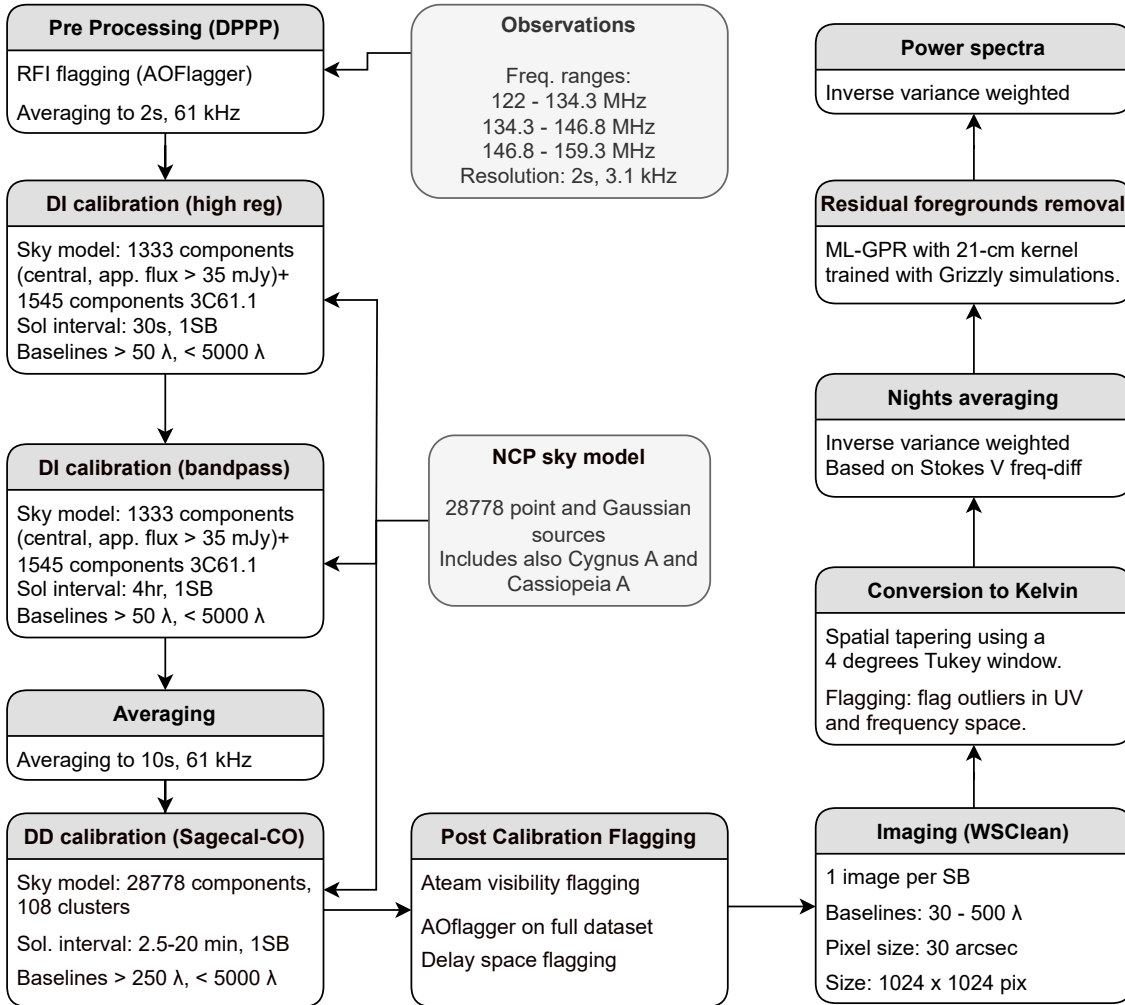 Pre Processing (DPPP)
RFI flagging (AOFlagger)
Averaging to 2s, 61 kHz
Observations
Freq. ranges:
122 - 134.3 MHz
134.3 - 146.8 MHz
146.8 - 159.3 MHz
Resolution: 2s, 3.1 kHz
DI calibration (high reg)
Sky model: 1333 components
(central, app. flux > 35 mJy)+
1545 components 3C61.1
Sol interval: 30s, 1SB
Baselines > 50 λ, < 5000 λ
DI calibration (bandpass)
Sky model: 1333 components
(central, app. flux > 35 mJy)+
1545 components 3C61.1
Sol interval: 4hr, 1SB
Baselines > 50 λ, < 5000 λ
NCP sky model
28778 point and Gaussian
sources
Includes also Cygnus A and
Cassiopeia A
Averaging
Averaging to 10s, 61 kHz
DD calibration (Sagecal-CO)
Sky model: 28778 components,
108 clusters
Sol. interval: 2.5-20 min, 1SB
Baselines > 250 λ, < 5000 λ
Post Calibration Flagging
Ateam visibility flagging
AOflagger on full dataset
Delay space flagging
Imaging (WSClean)
1 image per SB
Baselines: 30 - 500 λ
Pixel size: 30 arcsec
Size: 1024 x 1024 pix
Conversion to Kelvin
Spatial tapering using a
4 degrees Tukey window.
Flagging: flag outliers in UV
and frequency space.
Nights averaging
Inverse variance weighted
Based on Stokes V freq-diff
Residual foregrounds removal
ML-GPR with 21-cm kernel
trained with Grizzly simulations.
Power spectra
Inverse variance weighted